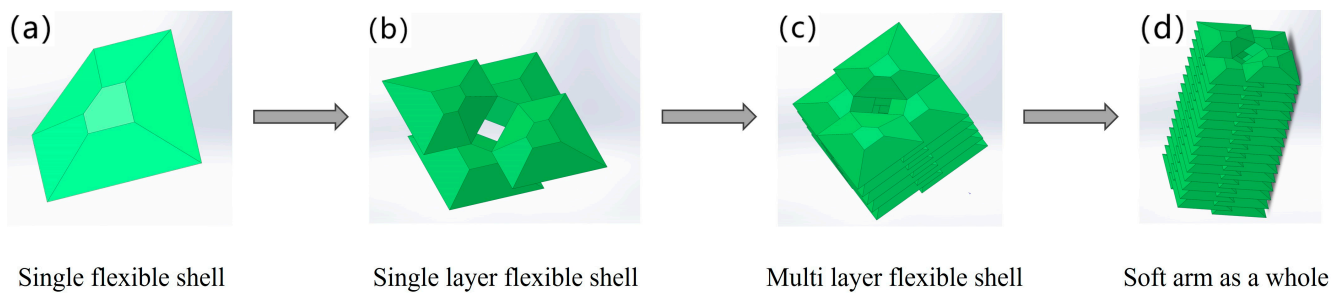 (a)
(b)
(c)
(d)
Single flexible shell
Single layer flexible shell
Multi layer flexible shell
Soft arm as a whole